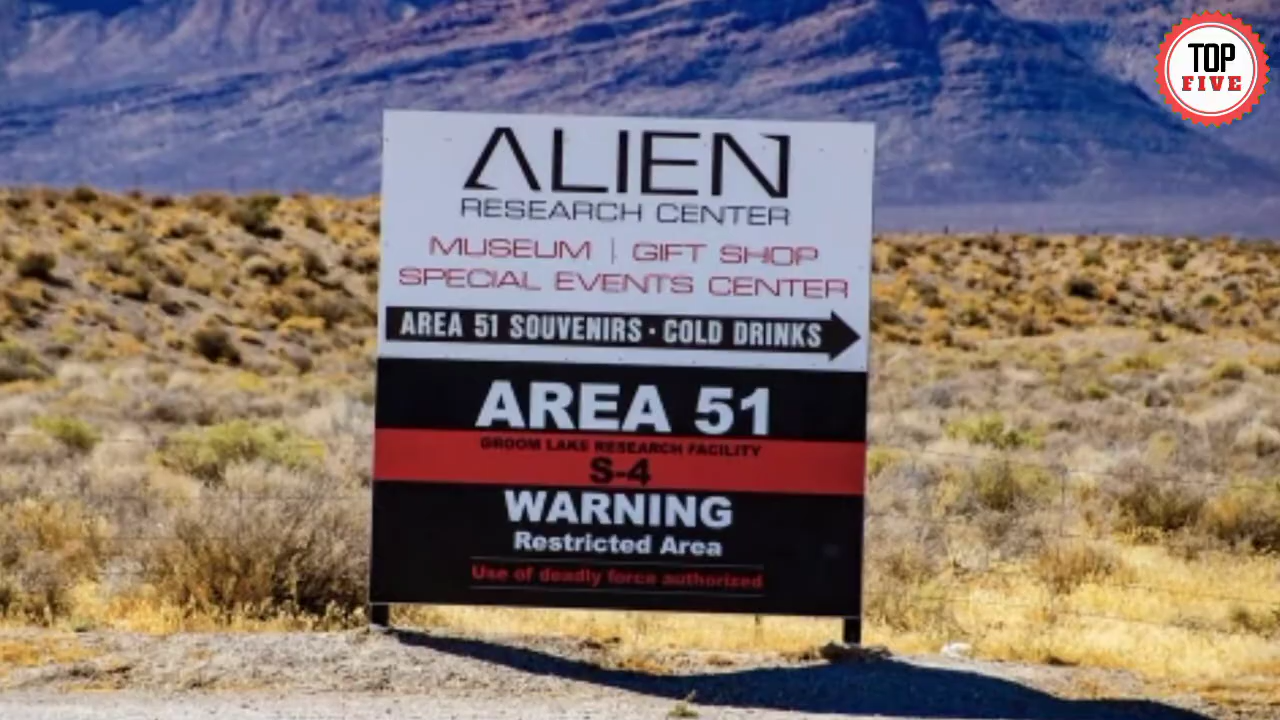 TOP
FIVE
ALIEN
RESEARCH CENTER
MUSEUM | GIFT SHOP
SPECIAL EVENTS CENTER
AREA 51 SOUVENIRS · COLD DRINKS
AREA 51
GROOM LAKE RESEARCH FACILITY
S-4
WARNING
Restricted Area
Use of deadly force authorized